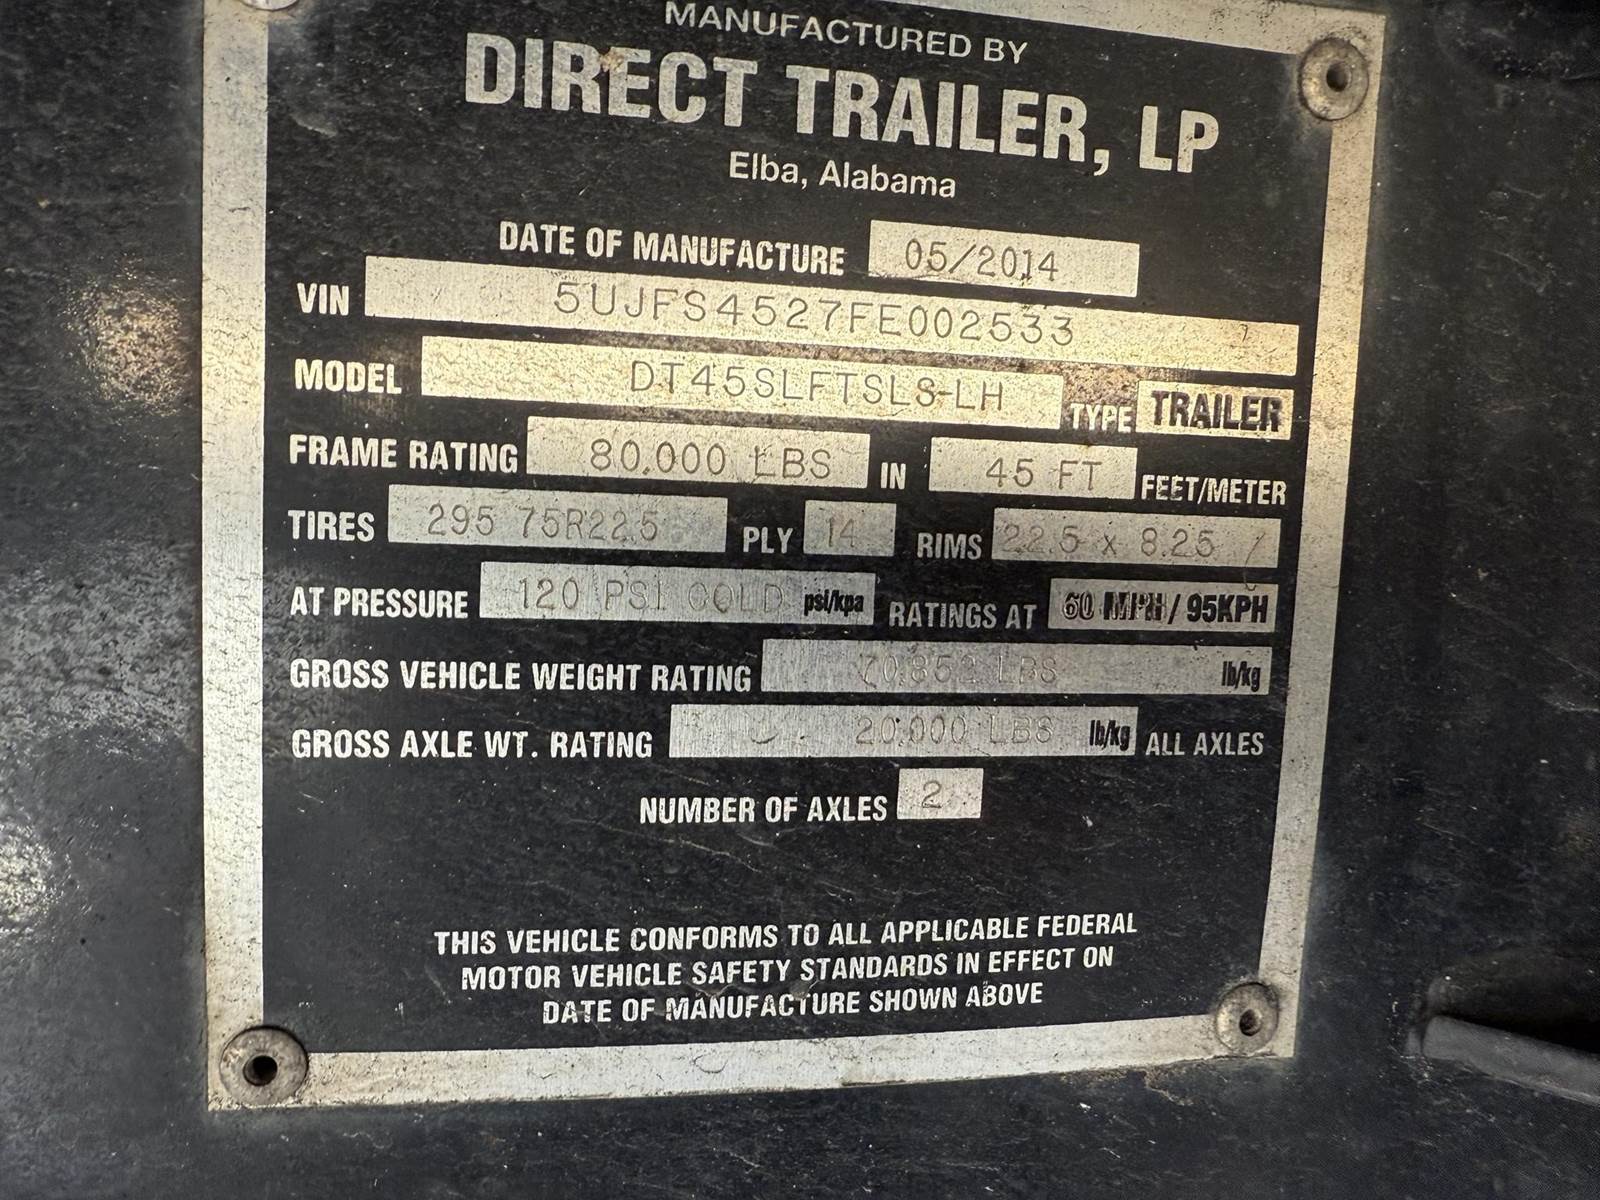 MANUFACTURED BY
DIRECT TRAILER, LP
Elba, Alabama
DATE OF MANUFACTURE 05/2014
VIN 5UJFS4527FE002533
MODEL DT45SLFTSLS-LH TYPE TRAILER
FRAME RATING 80,000 LBS IN 45 FT FEET/METER
TIRES 295 75R22.5 PLY 14 RIMS 22.5 x 8.25
AT PRESSURE 120 PSI COLD psi/kpa RATINGS AT 60 MPH / 95KPH
GROSS VEHICLE WEIGHT RATING 70,852 LBS lb/kg
GROSS AXLE WT. RATING 20,000 LBS lb/kg ALL AXLES
NUMBER OF AXLES 2
THIS VEHICLE CONFORMS TO ALL APPLICABLE FEDERAL
MOTOR VEHICLE SAFETY STANDARDS IN EFFECT ON
DATE OF MANUFACTURE SHOWN ABOVE